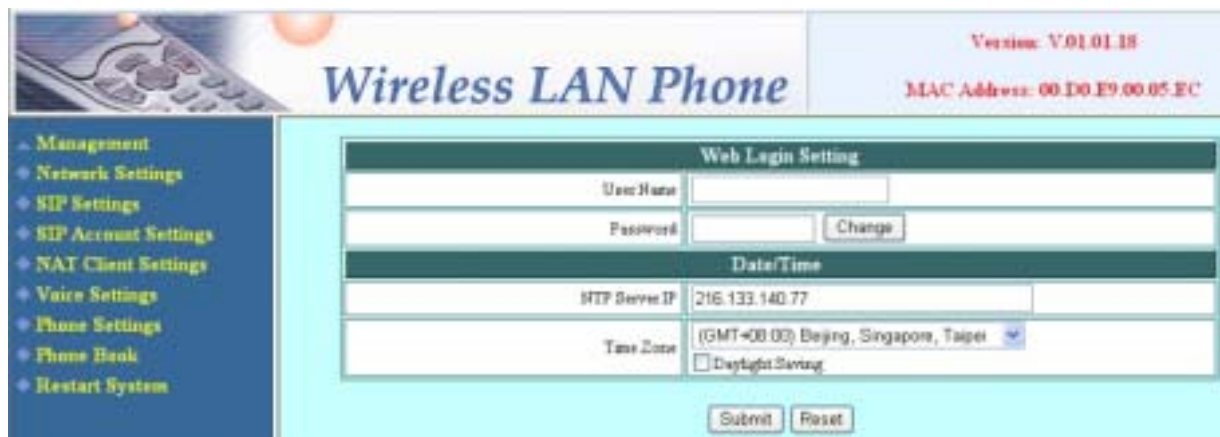 Wireless LAN Phone
Version: V.01.01.18
MAC Address: 00.D0.E9.00.05.EC
Management
Network Settings
SIP Settings
SIP Account Settings
NAT Client Settings
Voice Settings
Phone Settings
Phone Book
Restart System
Web Login Setting
User Name
Password
Change
Date/Time
NTP Server IP
216.133.140.77
Time Zone
(GMT+08:00) Beijing, Singapore, Taipei
Daylight Saving
Submit
Reset